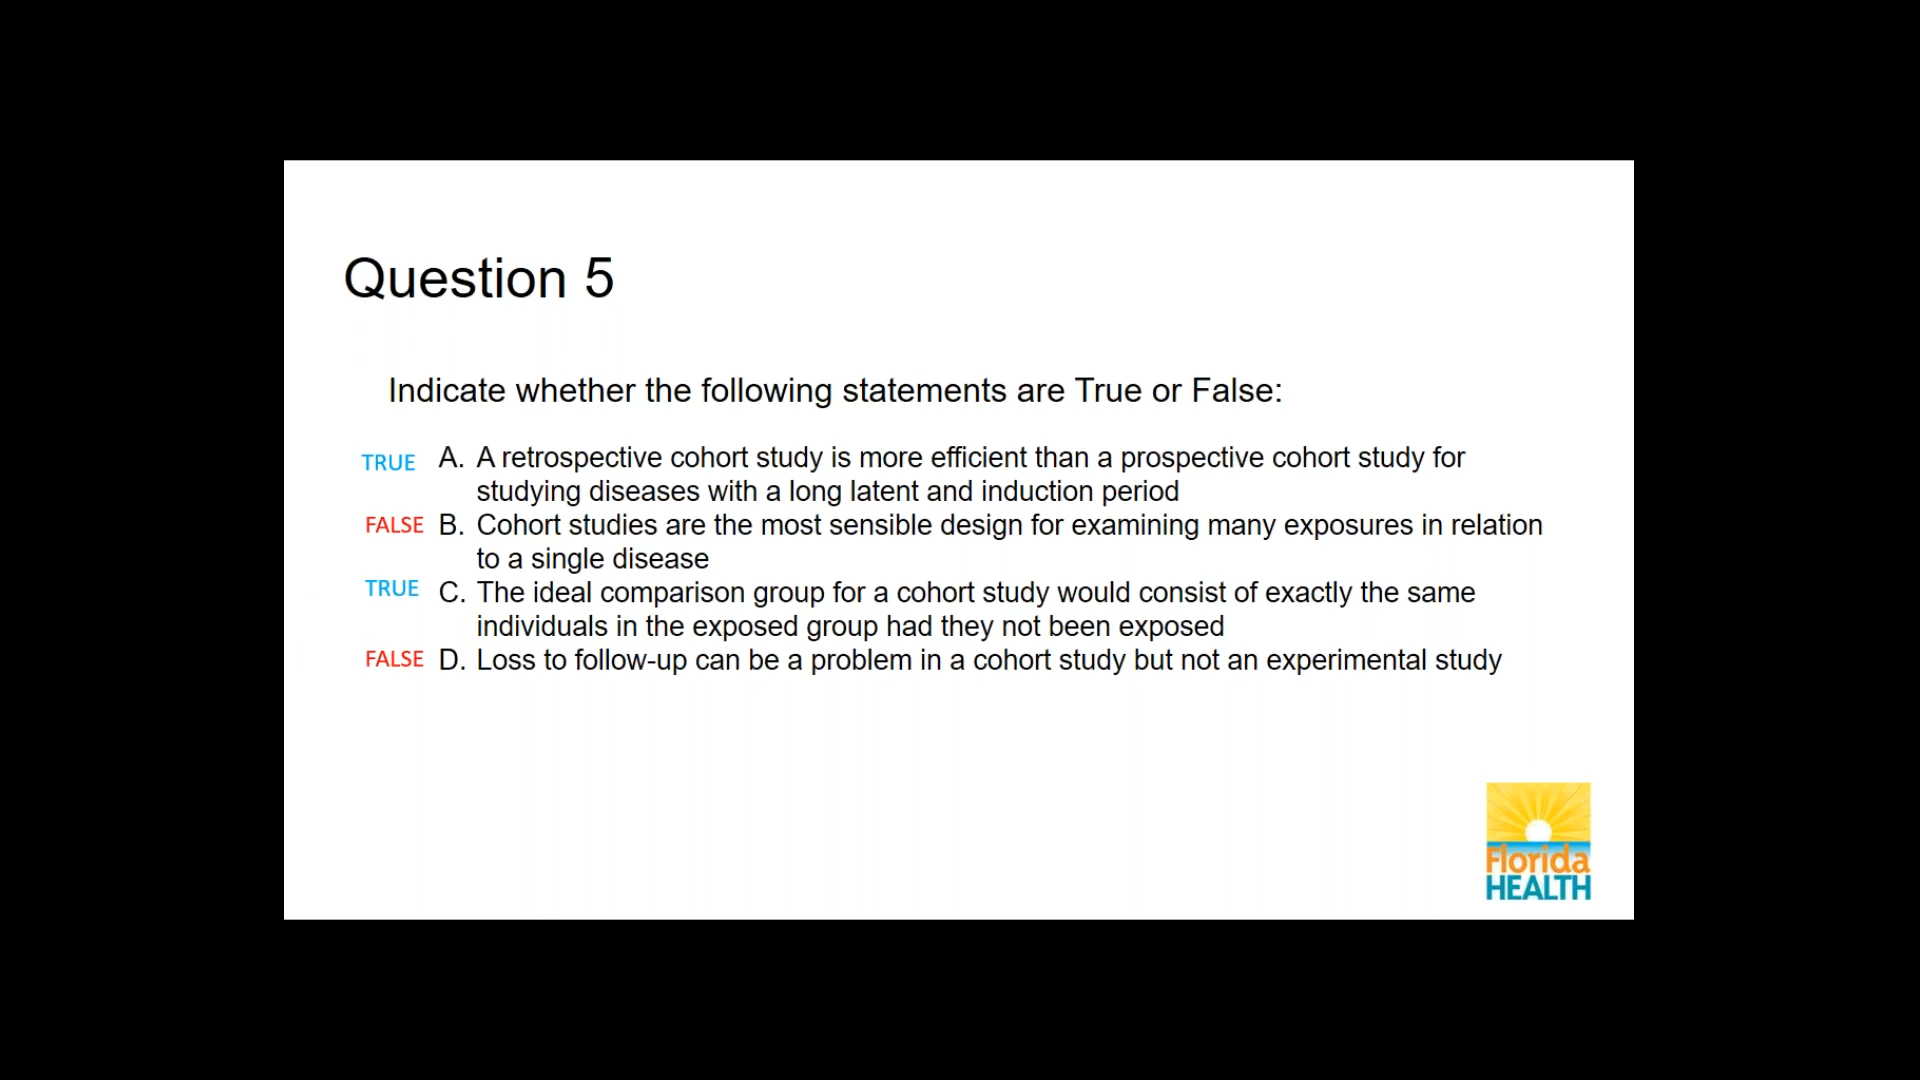 Question 5
Indicate whether the following statements are True or False:
TRUE A. A retrospective cohort study is more efficient than a prospective cohort study for
studying diseases with a long latent and induction period
FALSE B. Cohort studies are the most sensible design for examining many exposures in relation
to a single disease
TRUE C. The ideal comparison group for a cohort study would consist of exactly the same
individuals in the exposed group had they not been exposed
FALSE D. Loss to follow-up can be a problem in a cohort study but not an experimental study
Florida
HEALTH